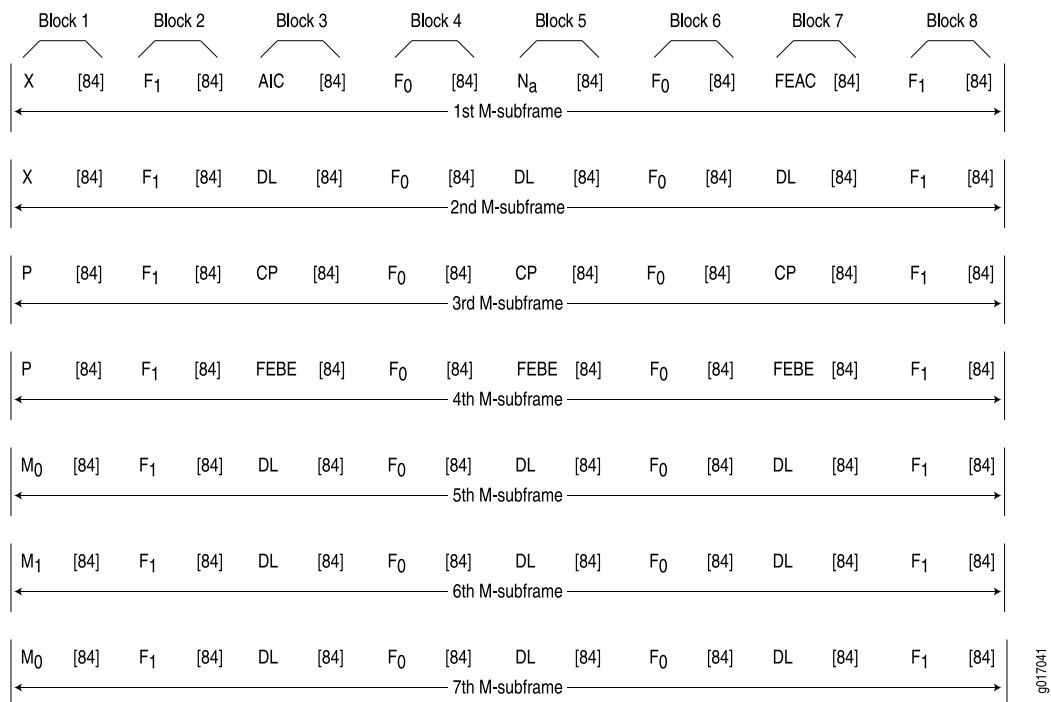 Block 1 Block 2 Block 3 Block 4 Block 5 Block 6 Block 7 Block 8
X [84] F1 [84] AIC [84] F0 [84] Na [84] F0 [84] FEAC [84] F1 [84]
1st M-subframe
X [84] F1 [84] DL [84] F0 [84] DL [84] F0 [84] DL [84] F1 [84]
2nd M-subframe
P [84] F1 [84] CP [84] F0 [84] CP [84] F0 [84] CP [84] F1 [84]
3rd M-subframe
P [84] F1 [84] FEBE [84] F0 [84] FEBE [84] F0 [84] FEBE [84] F1 [84]
4th M-subframe
M0 [84] F1 [84] DL [84] F0 [84] DL [84] F0 [84] DL [84] F1 [84]
5th M-subframe
M1 [84] F1 [84] DL [84] F0 [84] DL [84] F0 [84] DL [84] F1 [84]
6th M-subframe
M0 [84] F1 [84] DL [84] F0 [84] DL [84] F0 [84] DL [84] F1 [84]
7th M-subframe
g017041